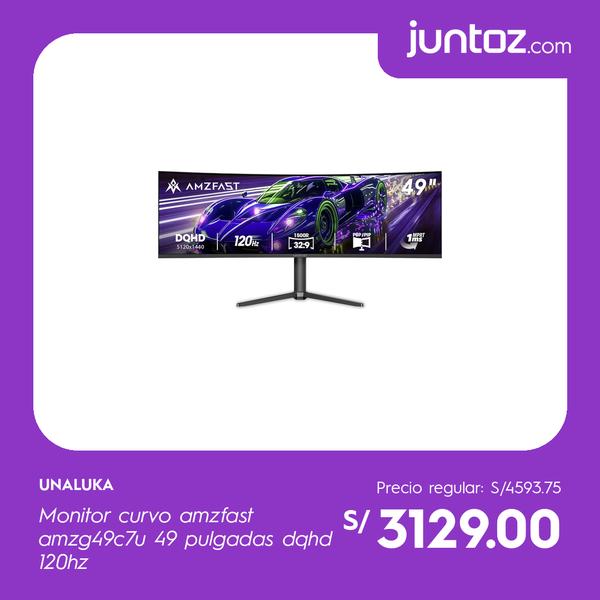 juntoz.com
AMZFAST
49"
DQHD
5120x1440
120Hz
1500R
32:9
PBP/PIP
MPRT
1ms
UNALUKA
Monitor curvo amzfast
amzg49c7u 49 pulgadas dqhd
120hz
Precio regular: S/4593.75
S/ 3129.00